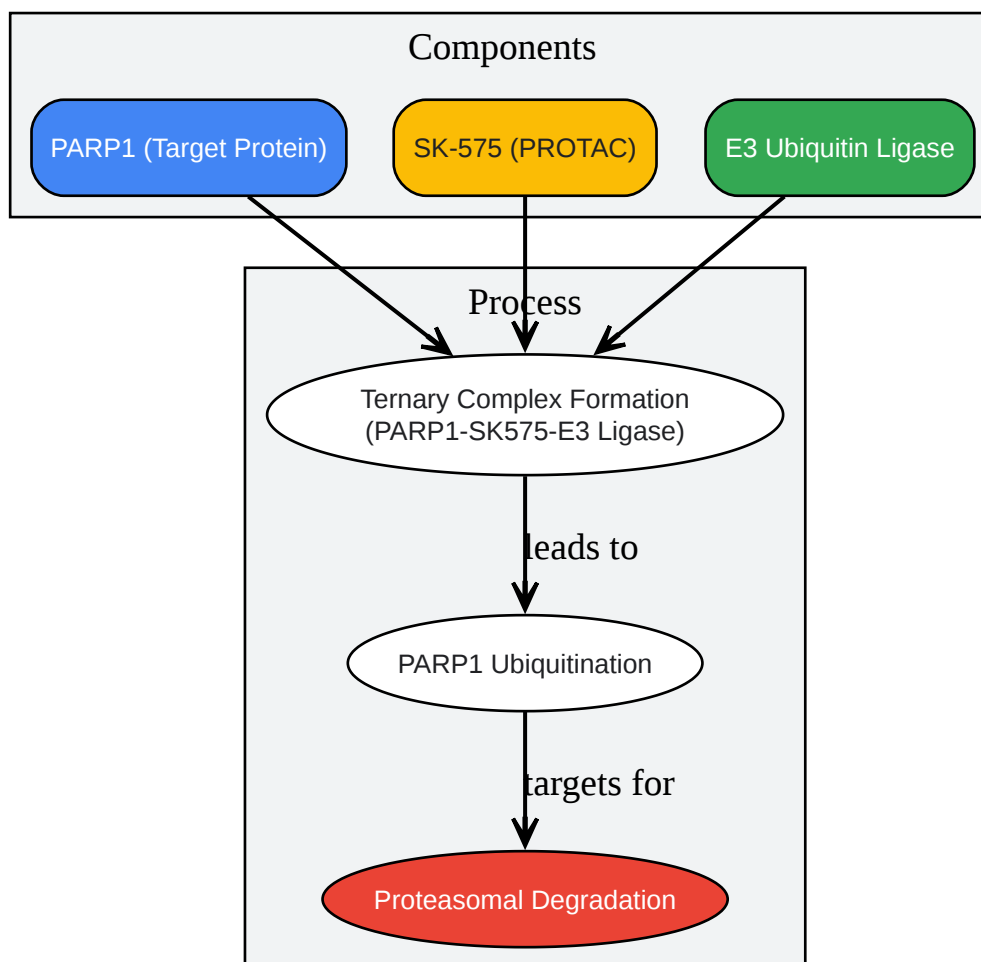 Components
PARP1 (Target Protein)
SK-575 (PROTAC)
E3 Ubiquitin Ligase
Process
Ternary Complex Formation
(PARP1-SK575-E3 Ligase)
leads to
PARP1 Ubiquitination
targets for
Proteasomal Degradation